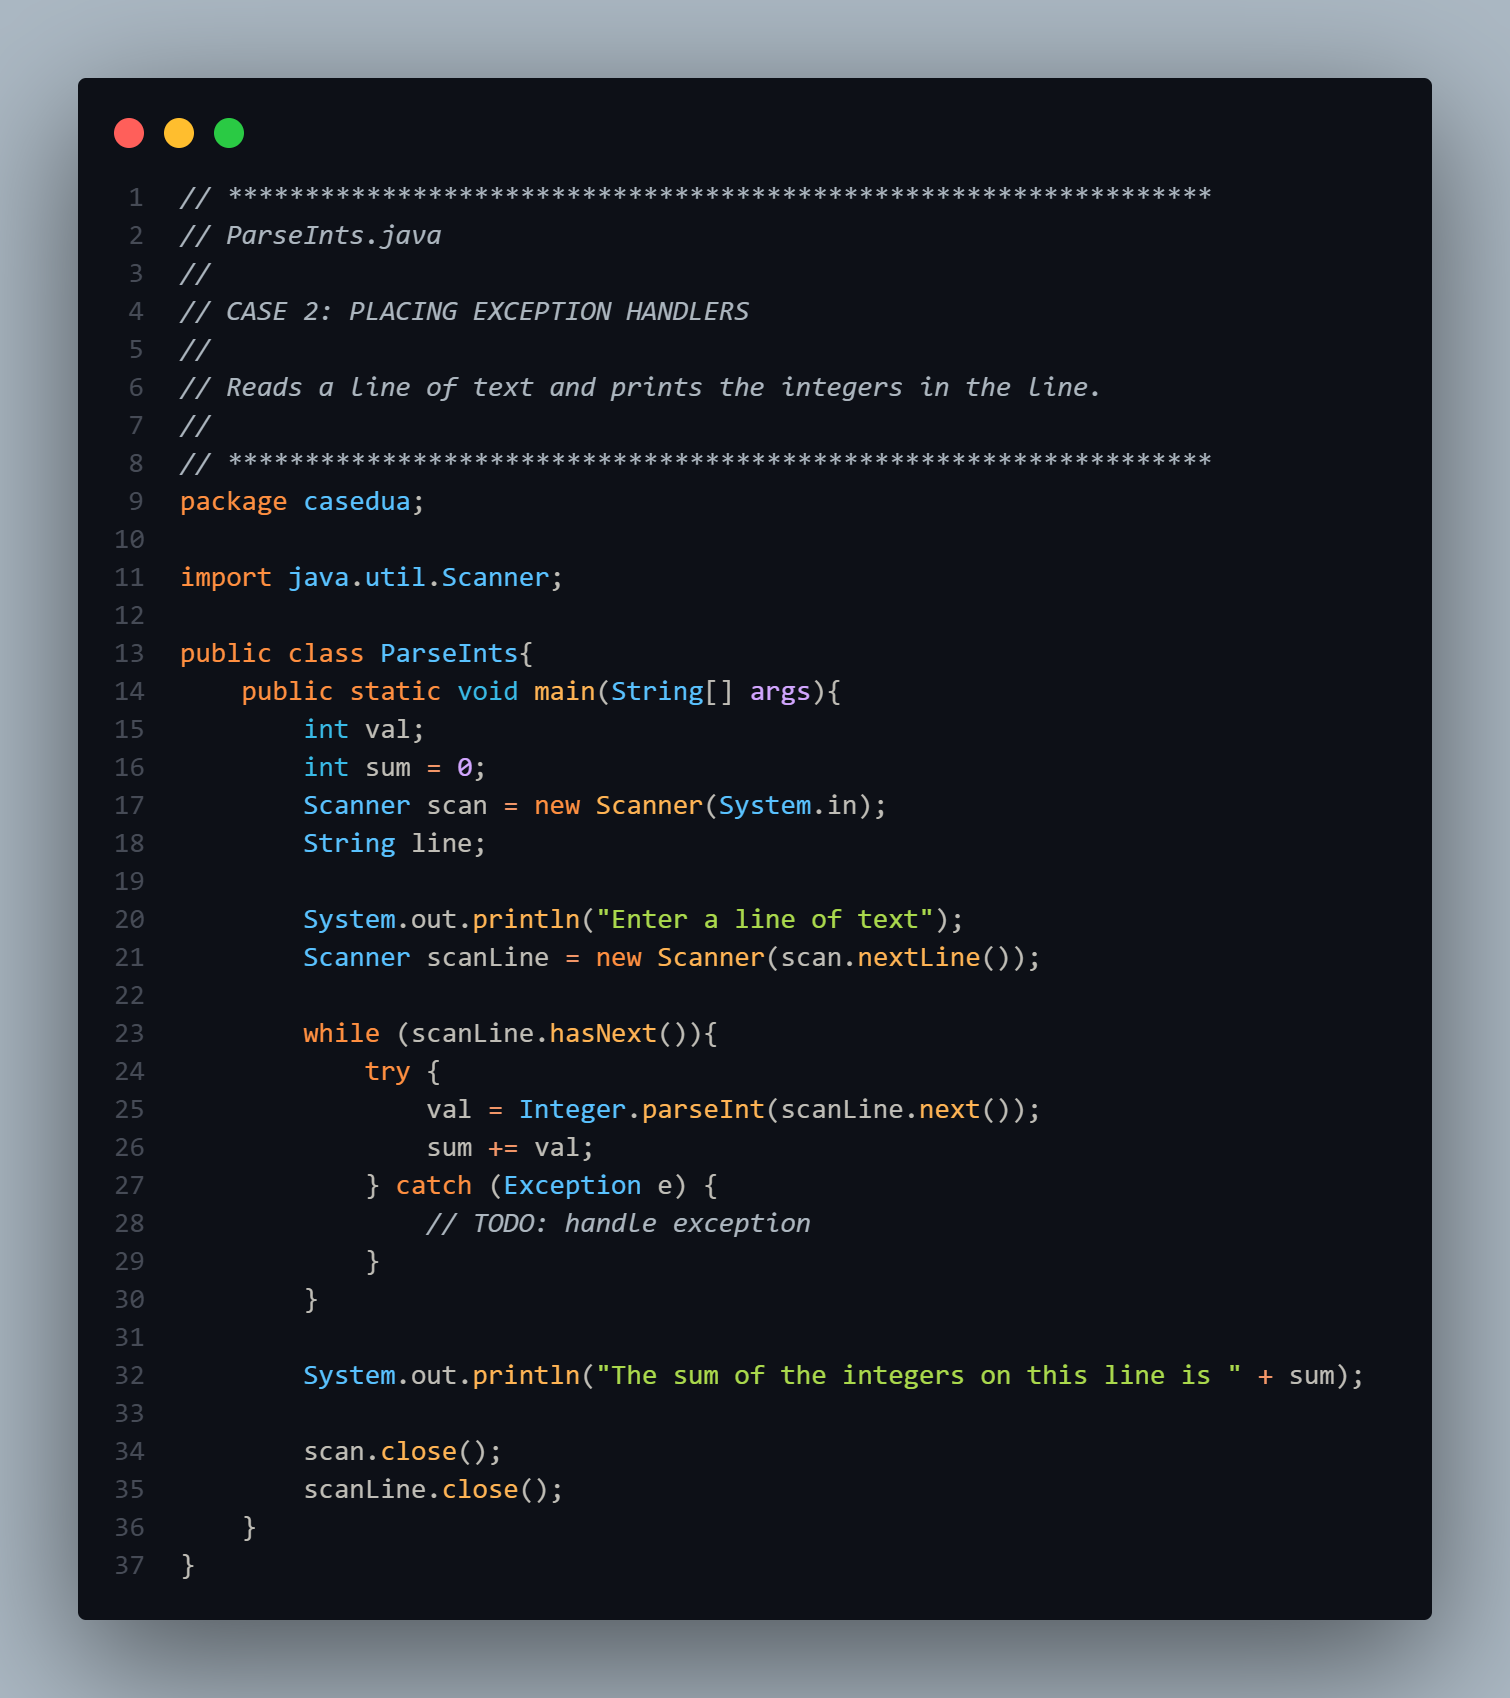 1 // ****************************************************************
2 // ParseInts.java
3 //
4 // CASE 2: PLACING EXCEPTION HANDLERS
5 //
6 // Reads a line of text and prints the integers in the line.
7 //
8 // ****************************************************************
9 package casedua;
10
11 import java.util.Scanner;
12
13 public class ParseInts{
14     public static void main(String[] args){
15         int val;
16         int sum = 0;
17         Scanner scan = new Scanner(System.in);
18         String line;
19
20         System.out.println("Enter a line of text");
21         Scanner scanLine = new Scanner(scan.nextLine());
22
23         while (scanLine.hasNext()){
24             try {
25                 val = Integer.parseInt(scanLine.next());
26                 sum += val;
27             } catch (Exception e) {
28                 // TODO: handle exception
29             }
30         }
31
32         System.out.println("The sum of the integers on this line is " + sum);
33
34         scan.close();
35         scanLine.close();
36     }
37 }